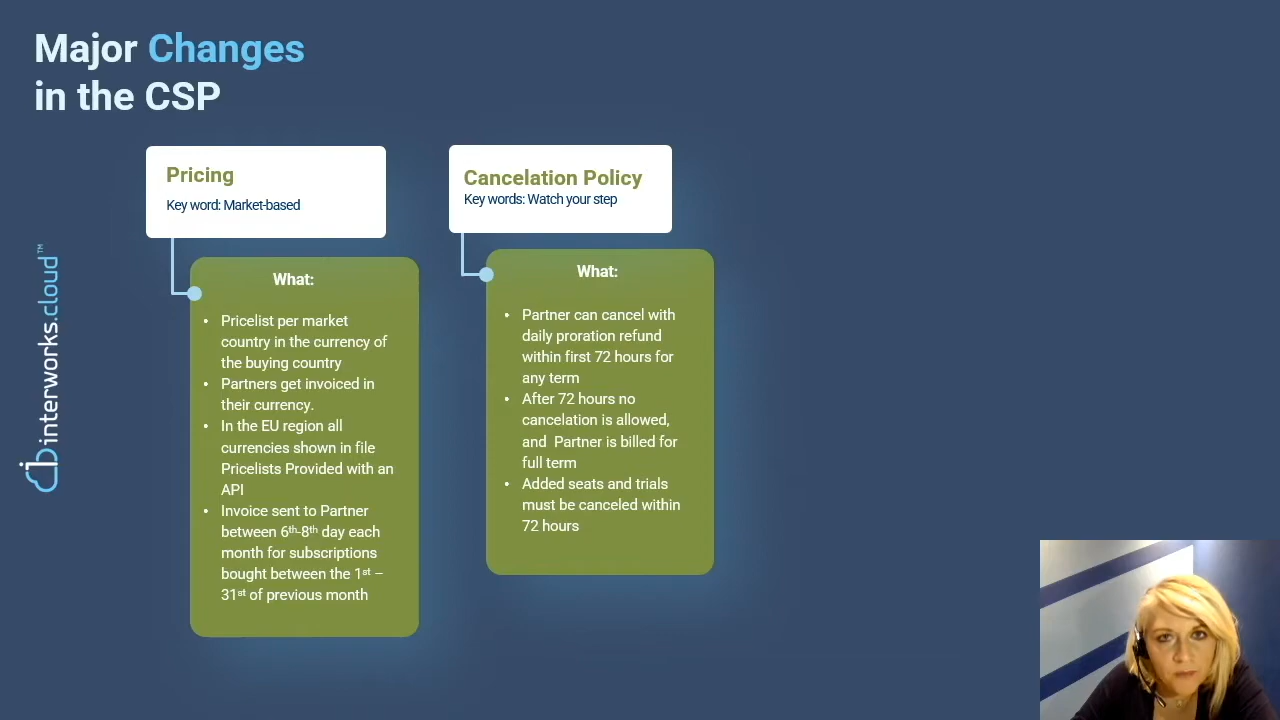 Major Changes
in the CSP
Pricing
Key word: Market-based
What:
• Pricelist per market
country in the currency of
the buying country
• Partners get invoiced in
their currency.
• In the EU region all
currencies shown in file
Pricelists Provided with an
API
• Invoice sent to Partner
between 6th-8th day each
month for subscriptions
bought between the 1st –
31st of previous month
Cancelation Policy
Key words: Watch your step
What:
• Partner can cancel with
daily proration refund
within first 72 hours for
any term
• After 72 hours no
cancelation is allowed,
and Partner is billed for
full term
• Added seats and trials
must be canceled within
72 hours
interworks.cloud™